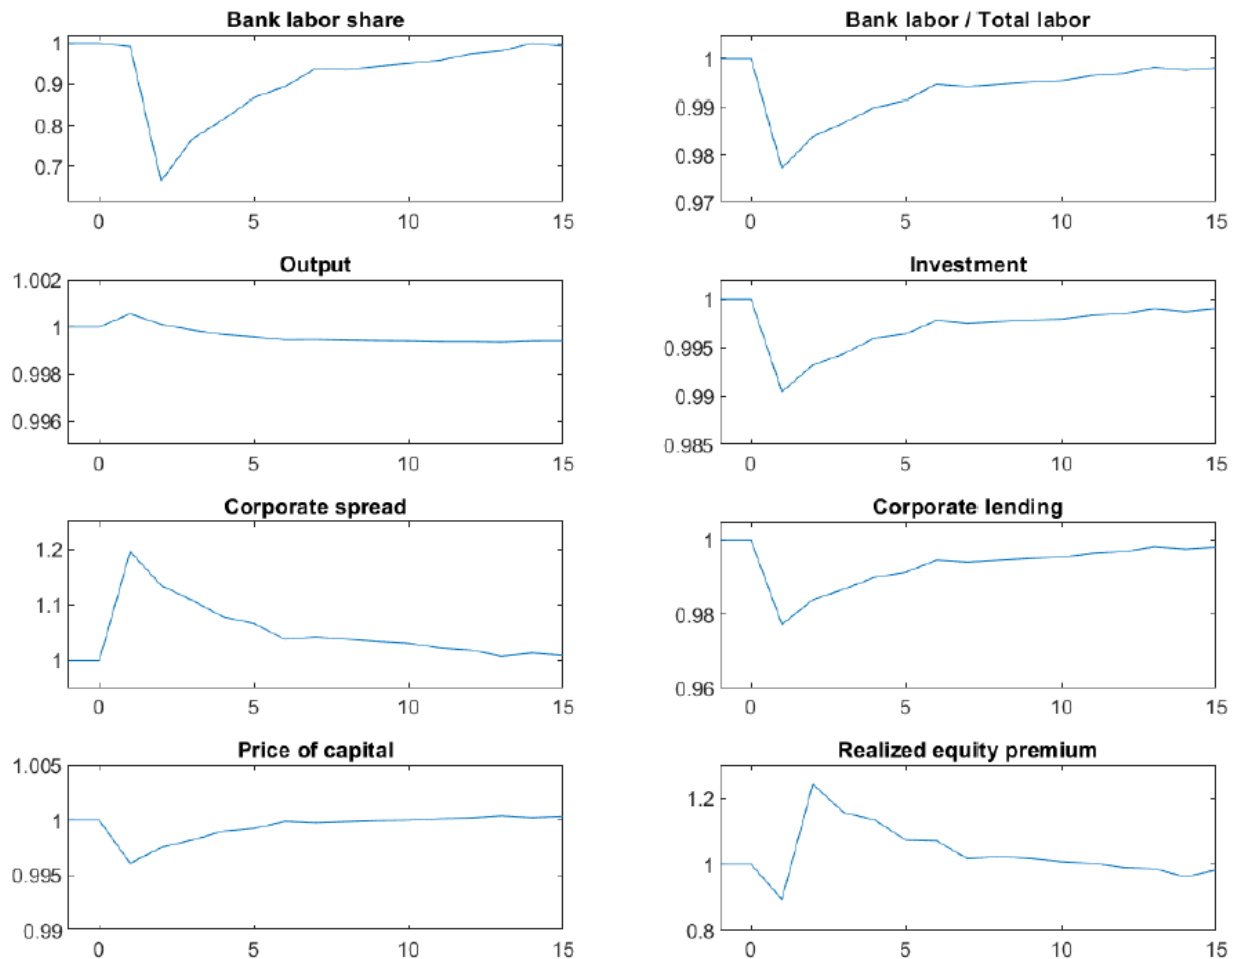 Bank labor share
1
0.9
0.8
0.7
0 5 10 15
Bank labor / Total labor
1
0.99
0.98
0.97
0 5 10 15
Output
1.002
1
0.998
0.996
0 5 10 15
Investment
1
0.995
0.99
0.985
0 5 10 15
Corporate spread
1.2
1.1
1
0 5 10 15
Corporate lending
1
0.98
0.96
0 5 10 15
Price of capital
1.005
1
0.995
0.99
0 5 10 15
Realized equity premium
1.2
1
0.8
0 5 10 15